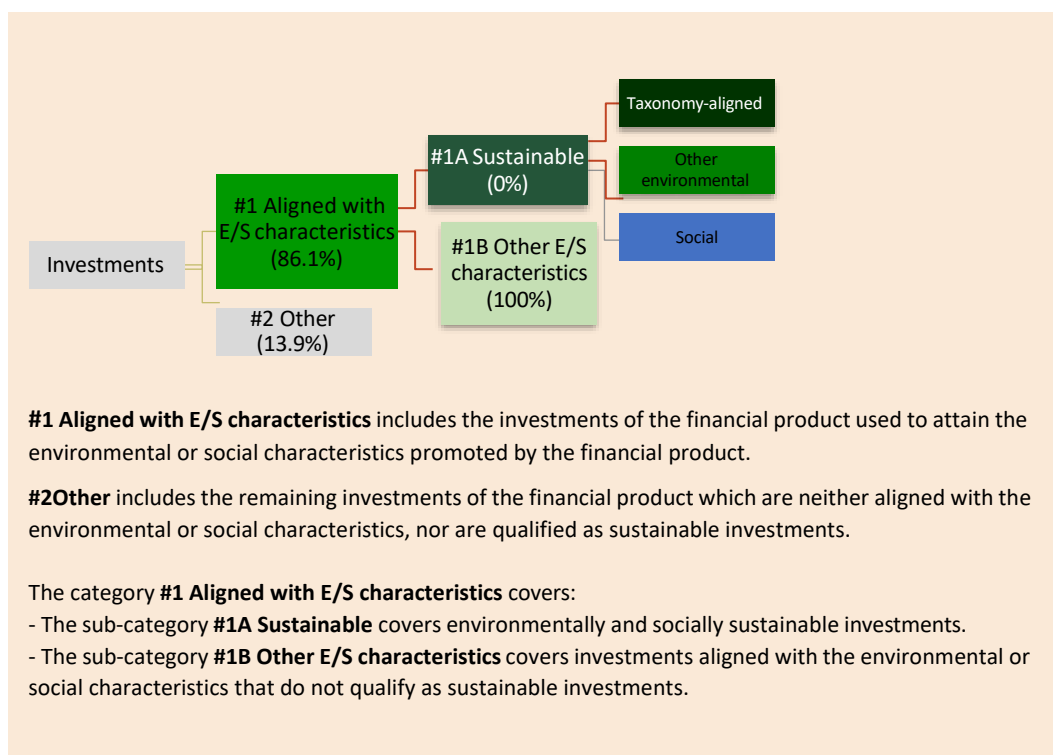 Taxonomy-aligned
#1A Sustainable
(0%)
Other
environmental
#1 Aligned with
E/S characteristics
(86.1%)
Social
#1B Other E/S
characteristics
(100%)
Investments
#2 Other
(13.9%)
#1 Aligned with E/S characteristics includes the investments of the financial product used to attain the
environmental or social characteristics promoted by the financial product.
#2Other includes the remaining investments of the financial product which are neither aligned with the
environmental or social characteristics, nor are qualified as sustainable investments.
The category #1 Aligned with E/S characteristics covers:
- The sub-category #1A Sustainable covers environmentally and socially sustainable investments.
- The sub-category #1B Other E/S characteristics covers investments aligned with the environmental or
social characteristics that do not qualify as sustainable investments.